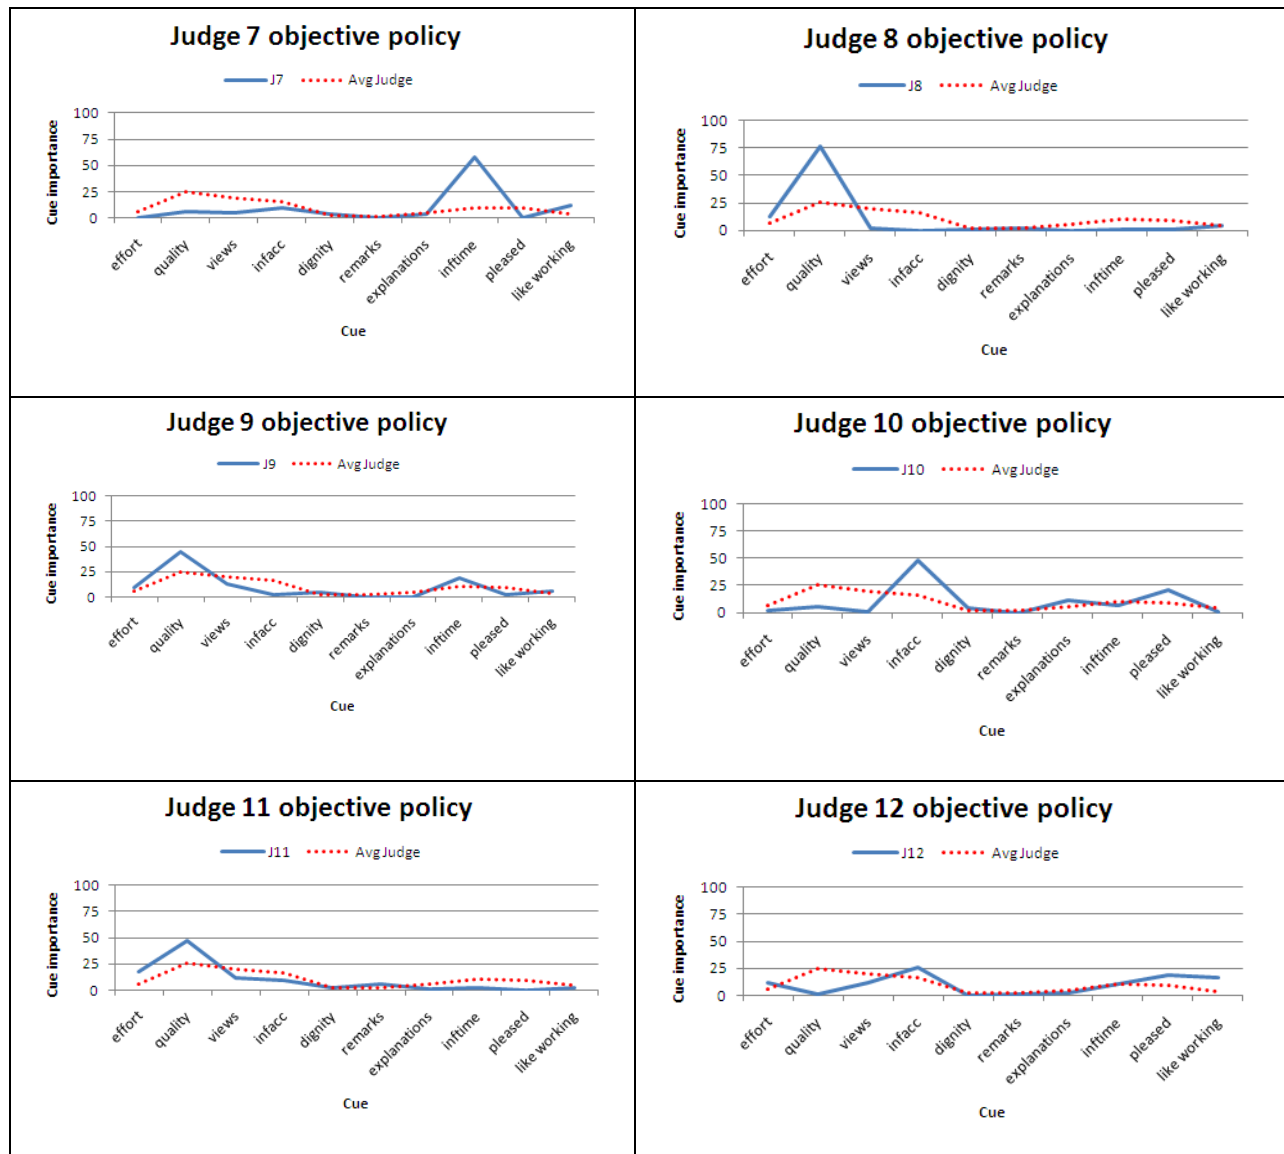 Judge 7 objective policy
J7 Avg Judge
Cue importance
100
75
50
25
0
effort quality views infacc dignity remarks explanations inftime pleased like working
Cue
Judge 8 objective policy
J8 Avg Judge
Cue importance
100
75
50
25
0
effort quality views infacc dignity remarks explanations inftime pleased like working
Cue
Judge 9 objective policy
J9 Avg Judge
Cue importance
100
75
50
25
0
effort quality views infacc dignity remarks explanations inftime pleased like working
Cue
Judge 10 objective policy
J10 Avg Judge
Cue importance
100
75
50
25
0
effort quality views infacc dignity remarks explanations inftime pleased like working
Cue
Judge 11 objective policy
J11 Avg Judge
Cue importance
100
75
50
25
0
effort quality views infacc dignity remarks explanations inftime pleased like working
Cue
Judge 12 objective policy
J12 Avg Judge
Cue importance
100
75
50
25
0
effort quality views infacc dignity remarks explanations inftime pleased like working
Cue